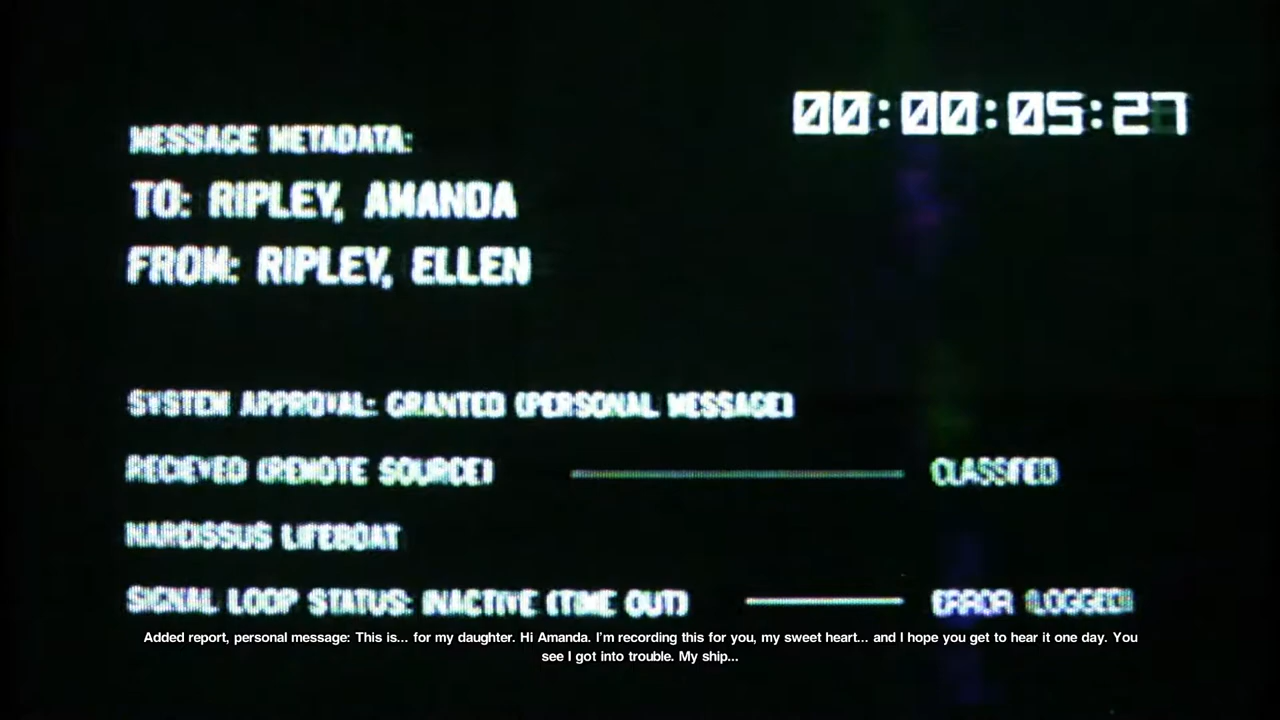 00:00:05:27
MESSAGE METADATA:
TO: RIPLEY, AMANDA
FROM: RIPLEY, ELLEN
SYSTEM APPROVAL: GRANTED (PERSONAL MESSAGE)
RECIEVED (REMOTE SOURCE) CLASSIFIED
NARCISSUS LIFEBOAT
SIGNAL LOOP STATUS: INACTIVE (TIME OUT) ERROR (LOGGED)
Added report, personal message: This is... for my daughter. Hi Amanda. I'm recording this for you, my sweet heart... and I hope you get to hear it one day. You
see I got into trouble. My ship...